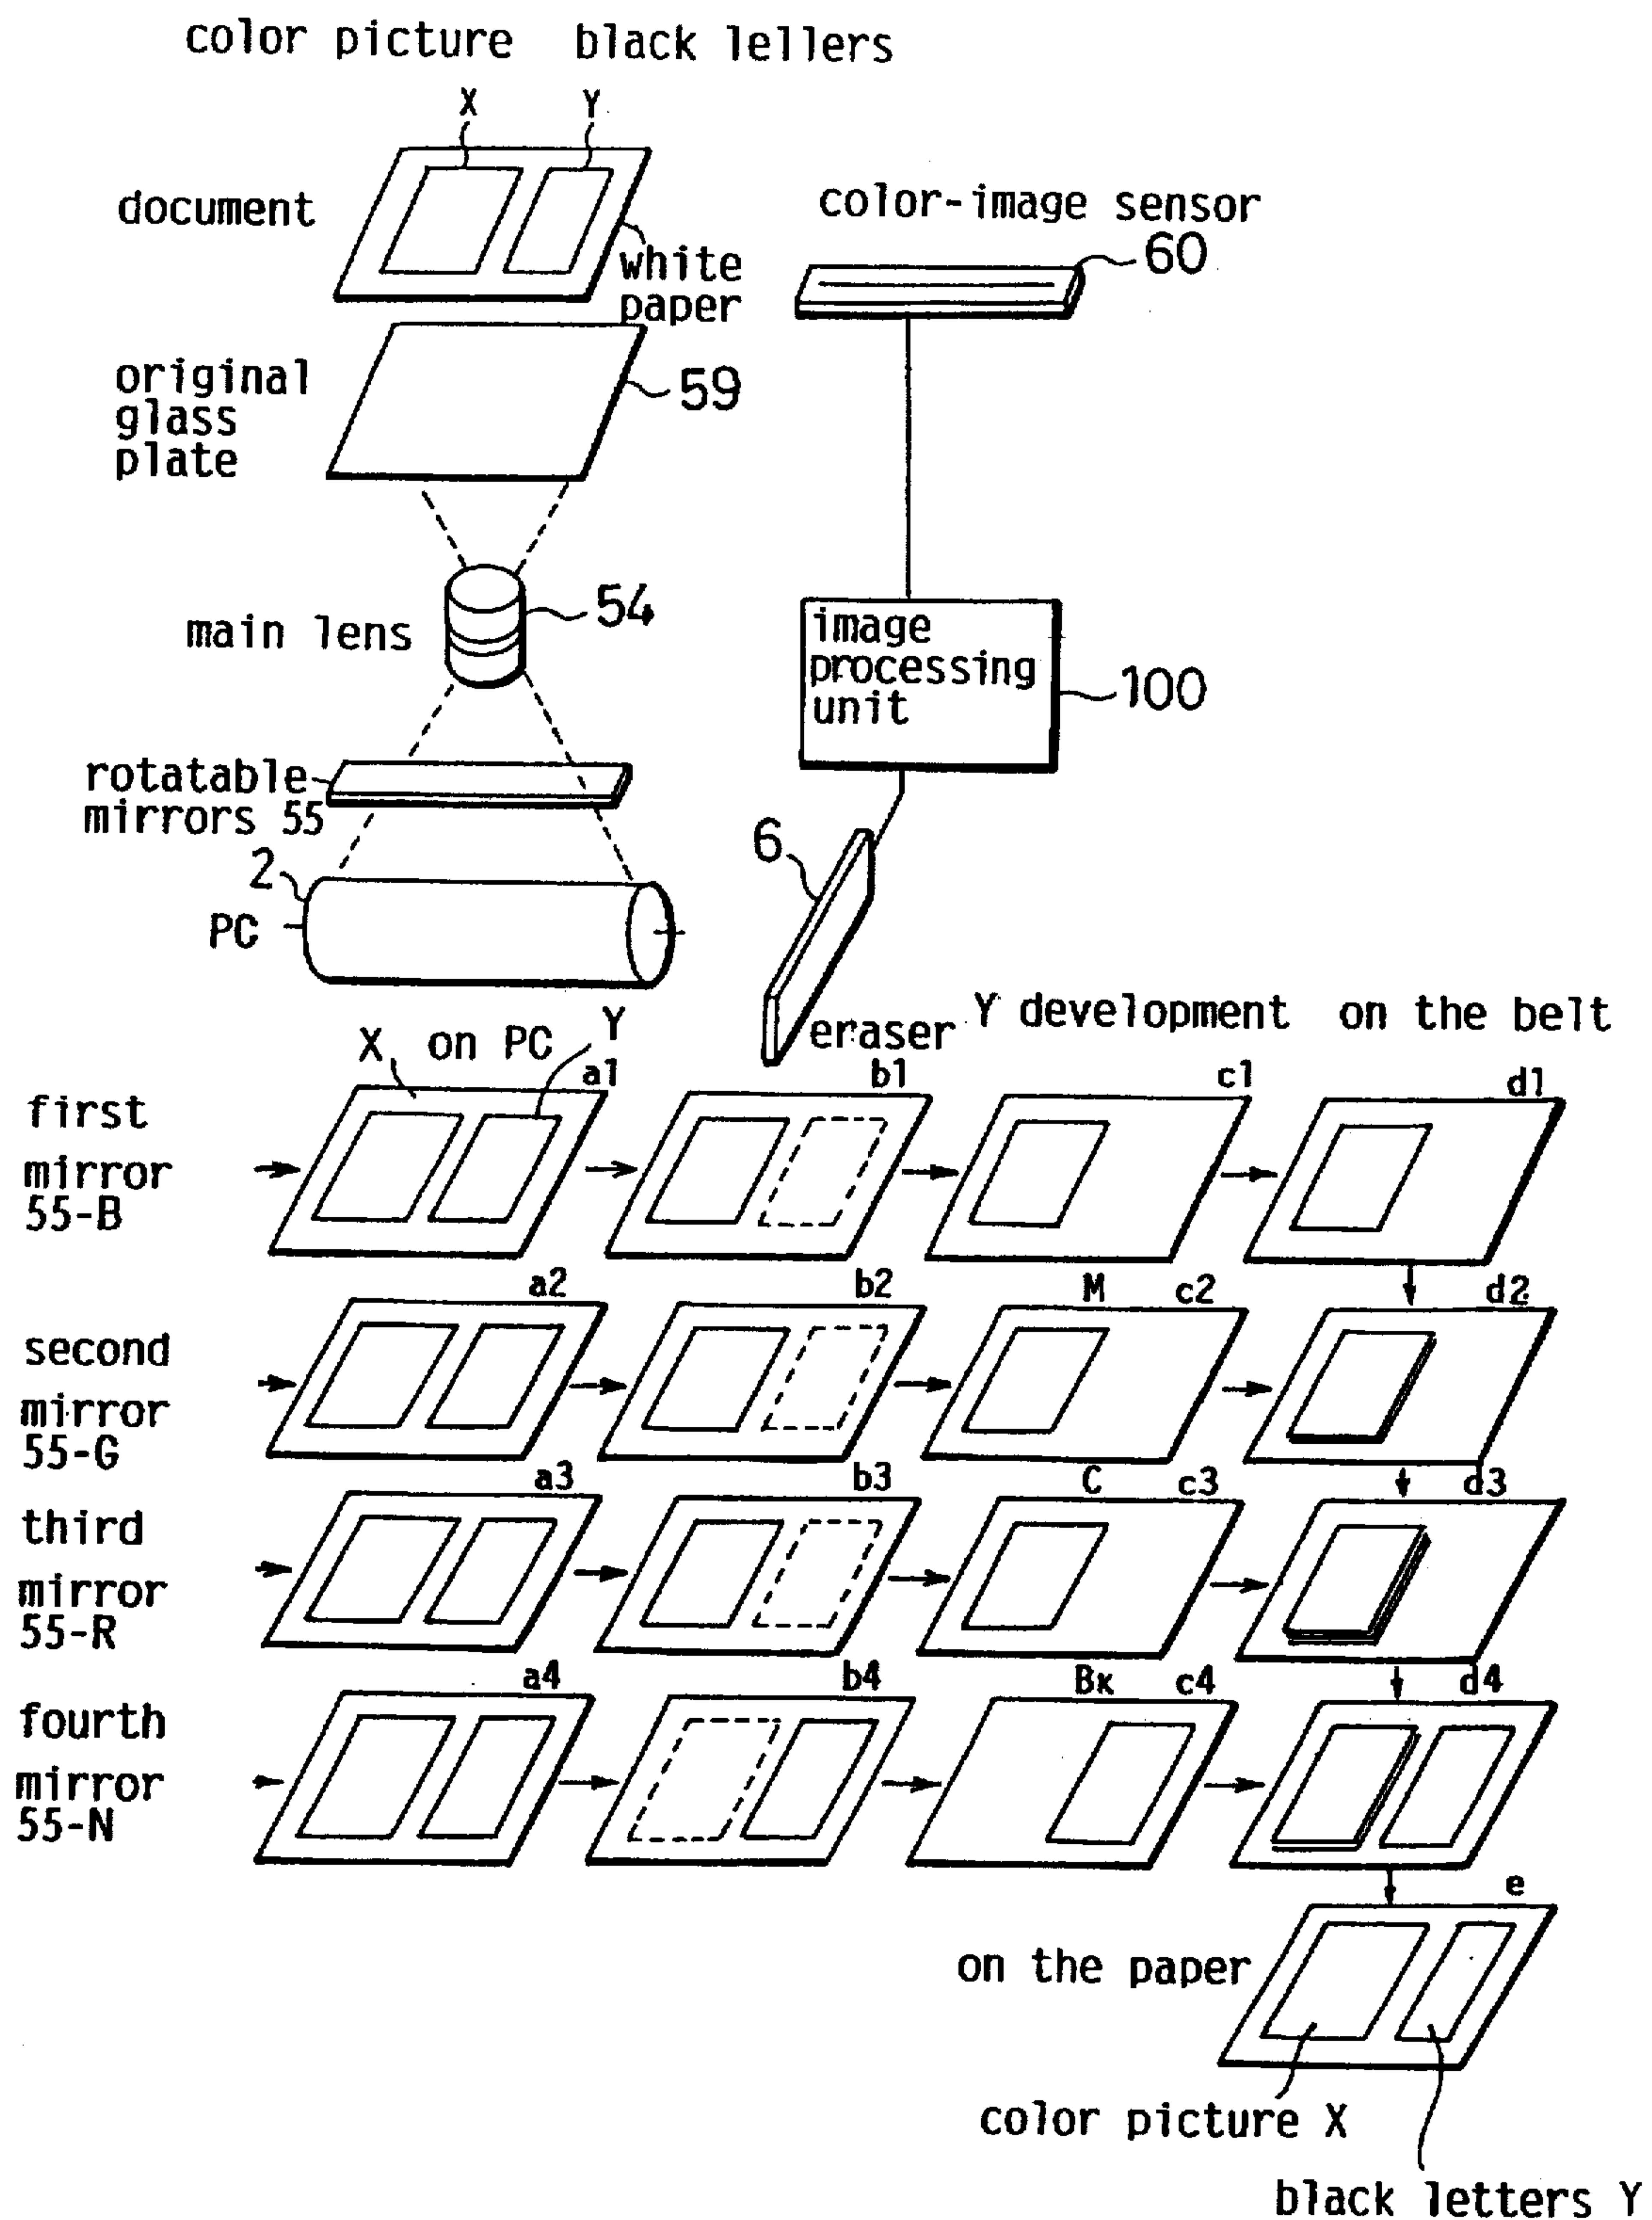 color picture black lellers
X Y
document
white
paper
color-image sensor
60
original
glass
plate
59
main lens
54
image
processing
unit
100
rotatable
mirrors 55
2
PC
6
eraser
Y development on the belt
X on PC Y
a1 b1 c1 d1
first
mirror
55-B
a2 b2 M c2 d2
second
mirror
55-G
a3 b3 C c3 d3
third
mirror
55-R
a4 b4 Bk c4 d4
fourth
mirror
55-N
e
on the paper
color picture X
black letters Y